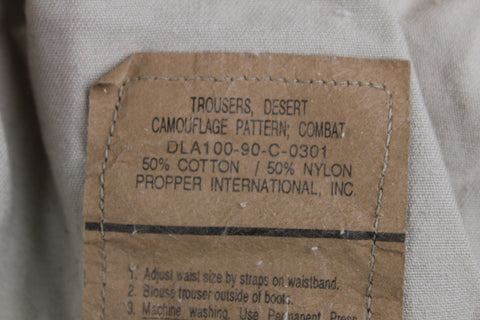 TROUSERS, DESERT
CAMOUFLAGE PATTERN; COMBAT
DLA100-90-C-0301
50% COTTON / 50% NYLON
PROPPER INTERNATIONAL, INC.
1. Adjust waist size by straps on waistband.
2. Blouse trouser outside of boots.
3. Machine washing. Use Permanent Press